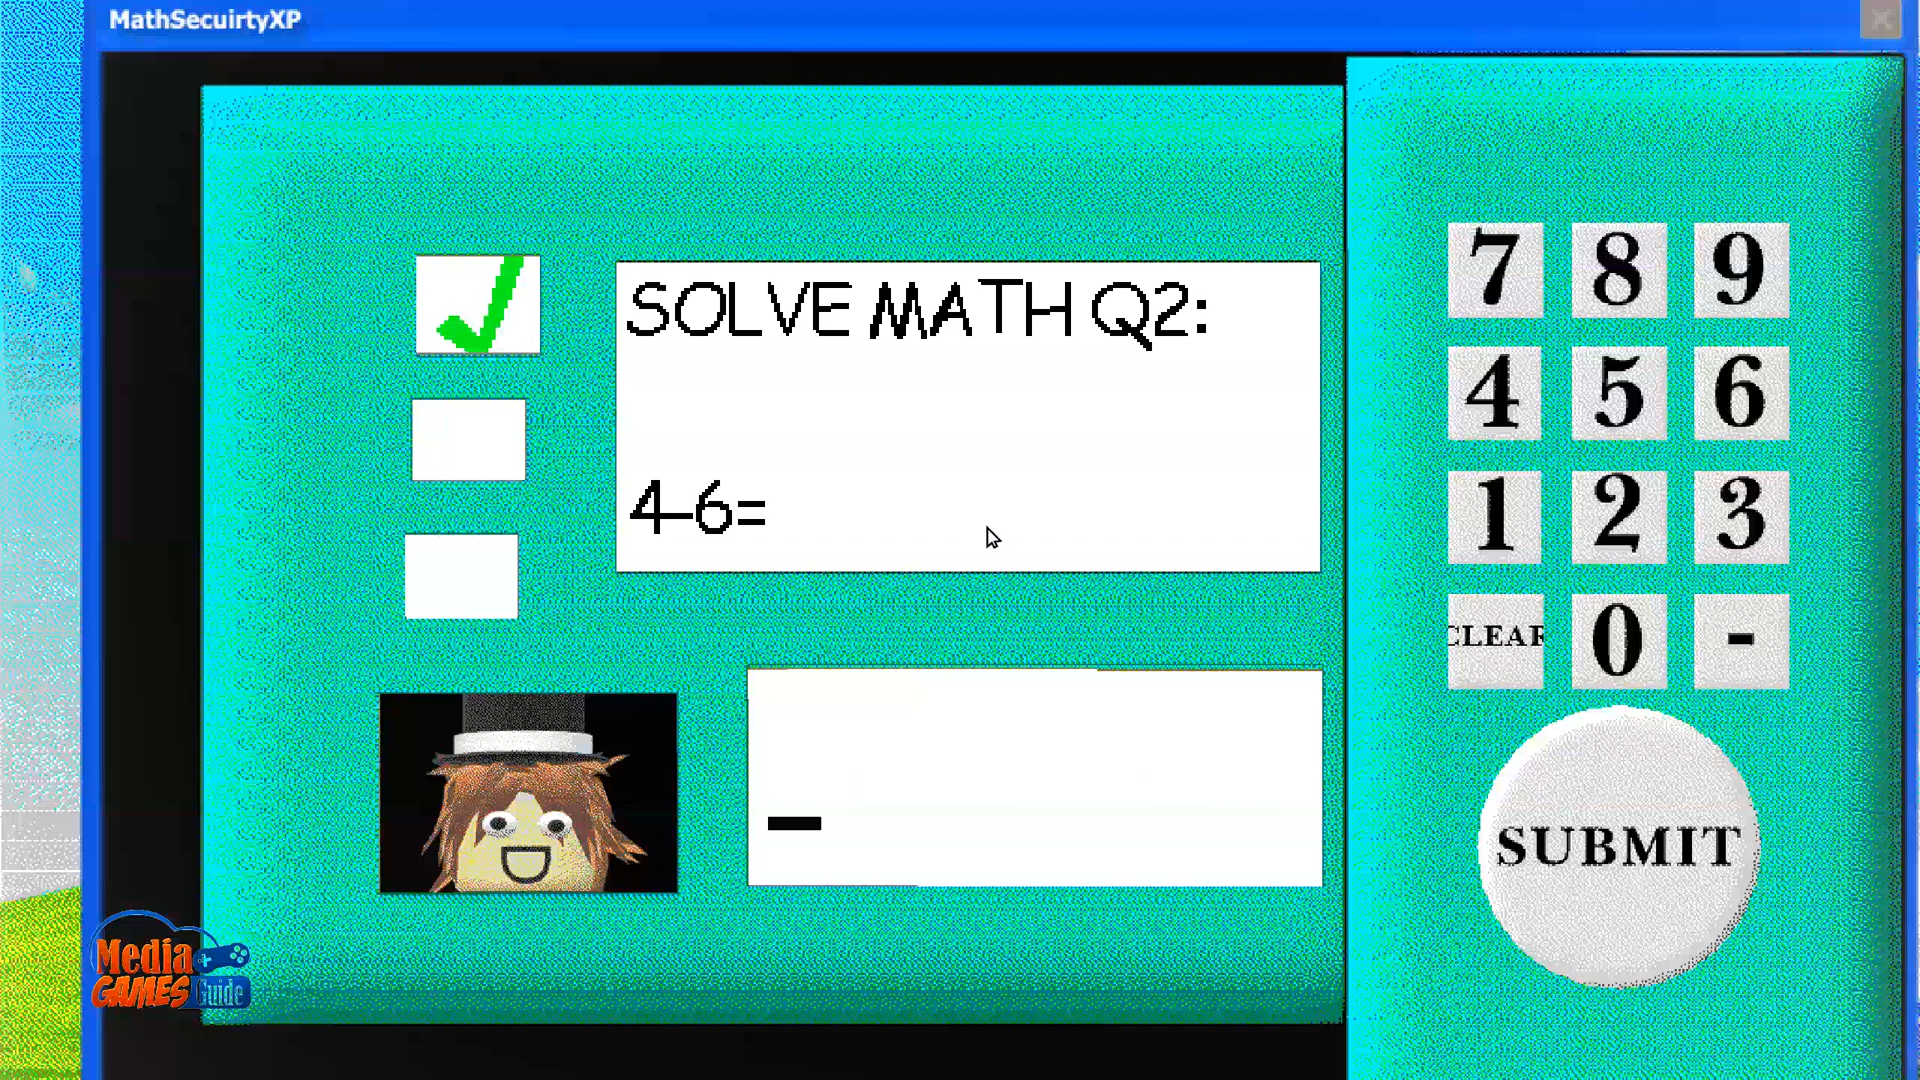 MathSecuirtyXP
SOLVE MATH Q2:
4-6=
-
7 8 9
4 5 6
1 2 3
CLEAR 0 -
SUBMIT
Media
GAMES Guide